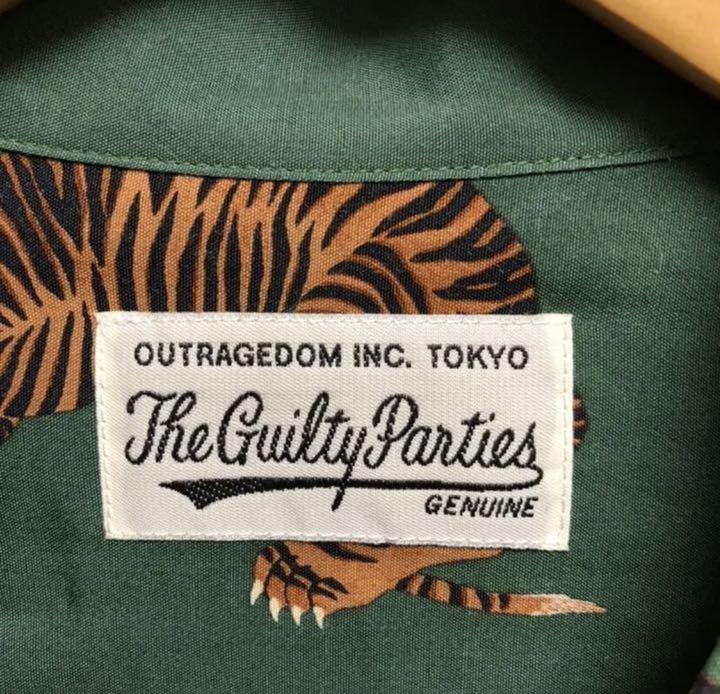 OUTRAGEDOM INC. TOKYO
The Guilty Parties
GENUINE